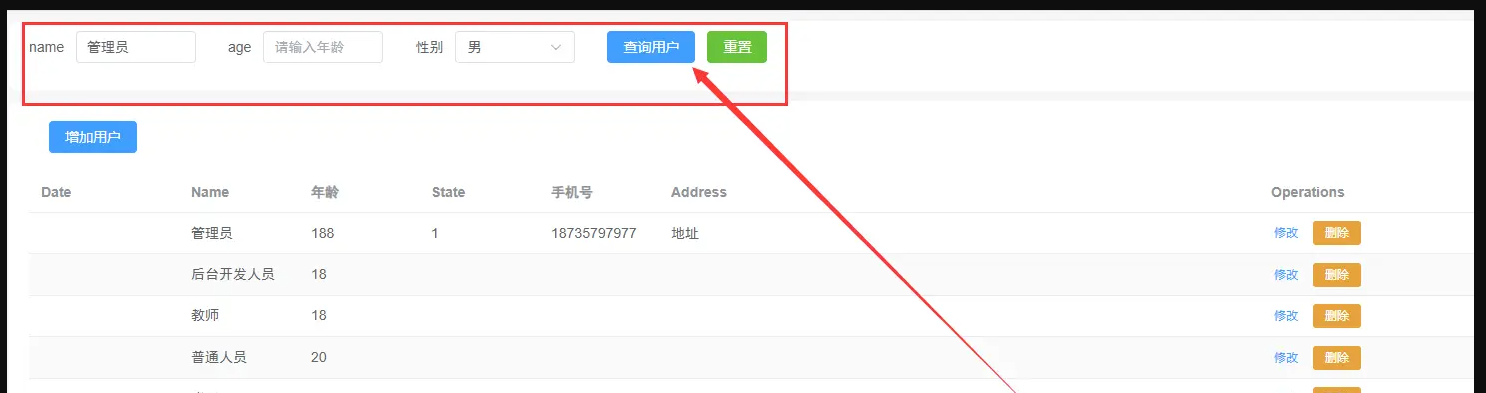 name 管理员 age 请输入年龄 性别 男 查询用户 重置
增加用户
Date Name 年龄 State 手机号 Address Operations
管理员 188 1 18735797977 地址 修改 删除
后台开发人员 18 修改 删除
教师 18 修改 删除
普通人员 20 修改 删除